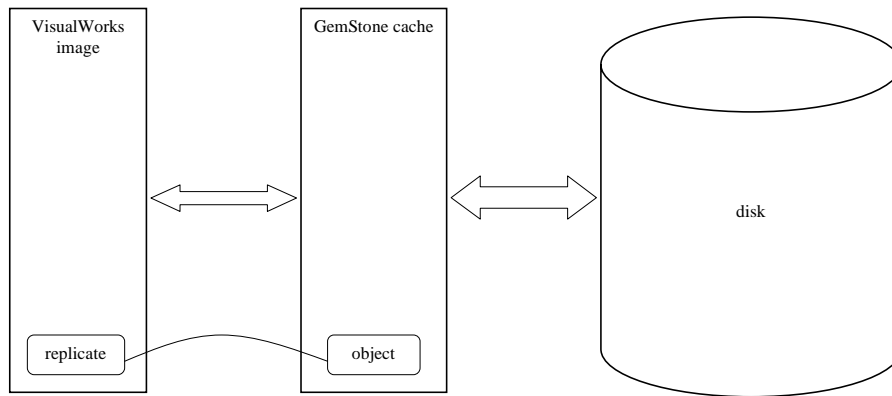 VisualWorks
image
GemStone cache
disk
replicate
object